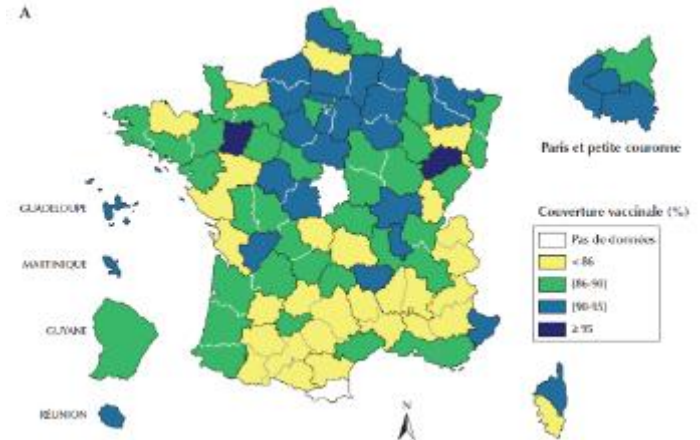 A
Paris et petite couronne
GUADELOUPE
MARTINIQUE
GUYANE
RÉUNION
Couverture vaccinale (%)
Pas de données
< 86
[86-90)
[90-95)
≥ 95
N